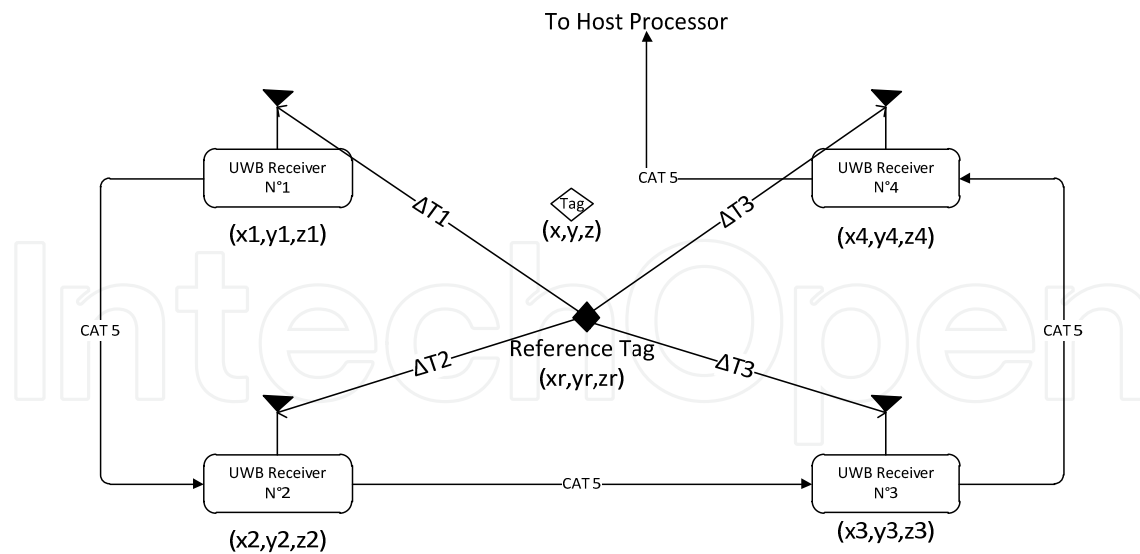 To Host Processor
UWB Receiver
N°1
(x1,y1,z1)
ΔT1
Tag
(x,y,z)
ΔT3
CAT 5
UWB Receiver
N°4
(x4,y4,z4)
CAT 5
CAT 5
IntechOpen
Reference Tag
(xr,yr,zr)
ΔT2
ΔT3
UWB Receiver
N°2
(x2,y2,z2)
CAT 5
UWB Receiver
N°3
(x3,y3,z3)